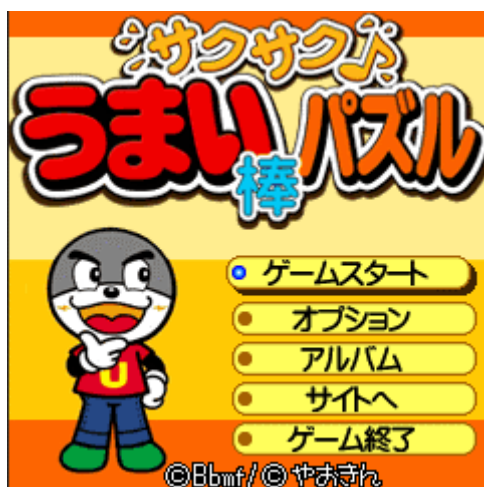 サクサク♪
うまい棒パズル
ゲームスタート
オプション
アルバム
サイトへ
ゲーム終了
U
©Bbmf/©やおきん